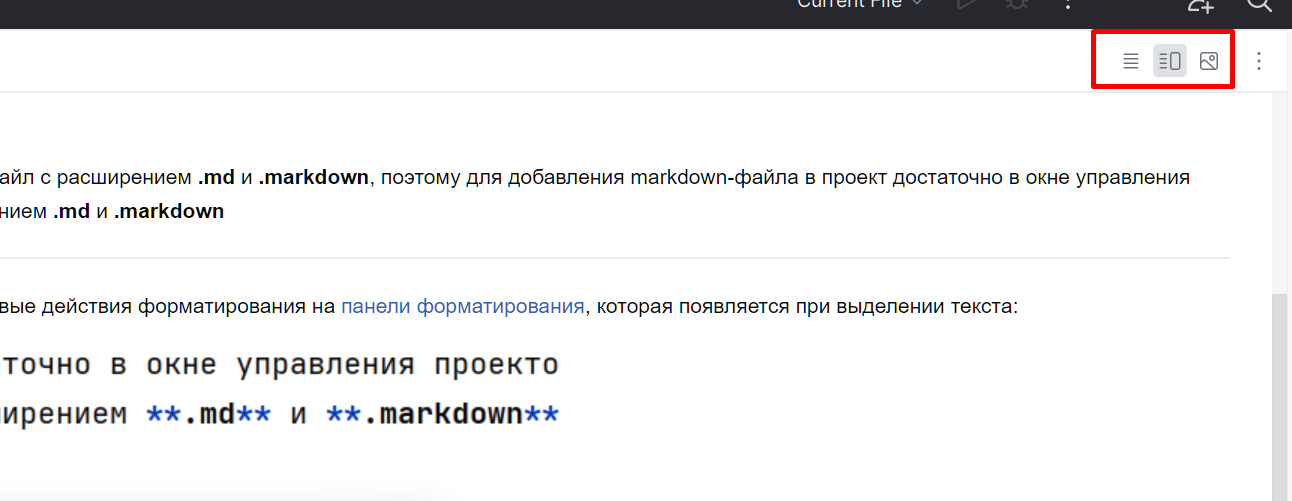 Current File
айл с расширением .md и .markdown, поэтому для добавления markdown-файла в проект достаточно в окне управления
нием .md и .markdown
вые действия форматирования на панели форматирования, которая появляется при выделении текста:
точно в окне управления проекто
ширением **.md** и **.markdown**